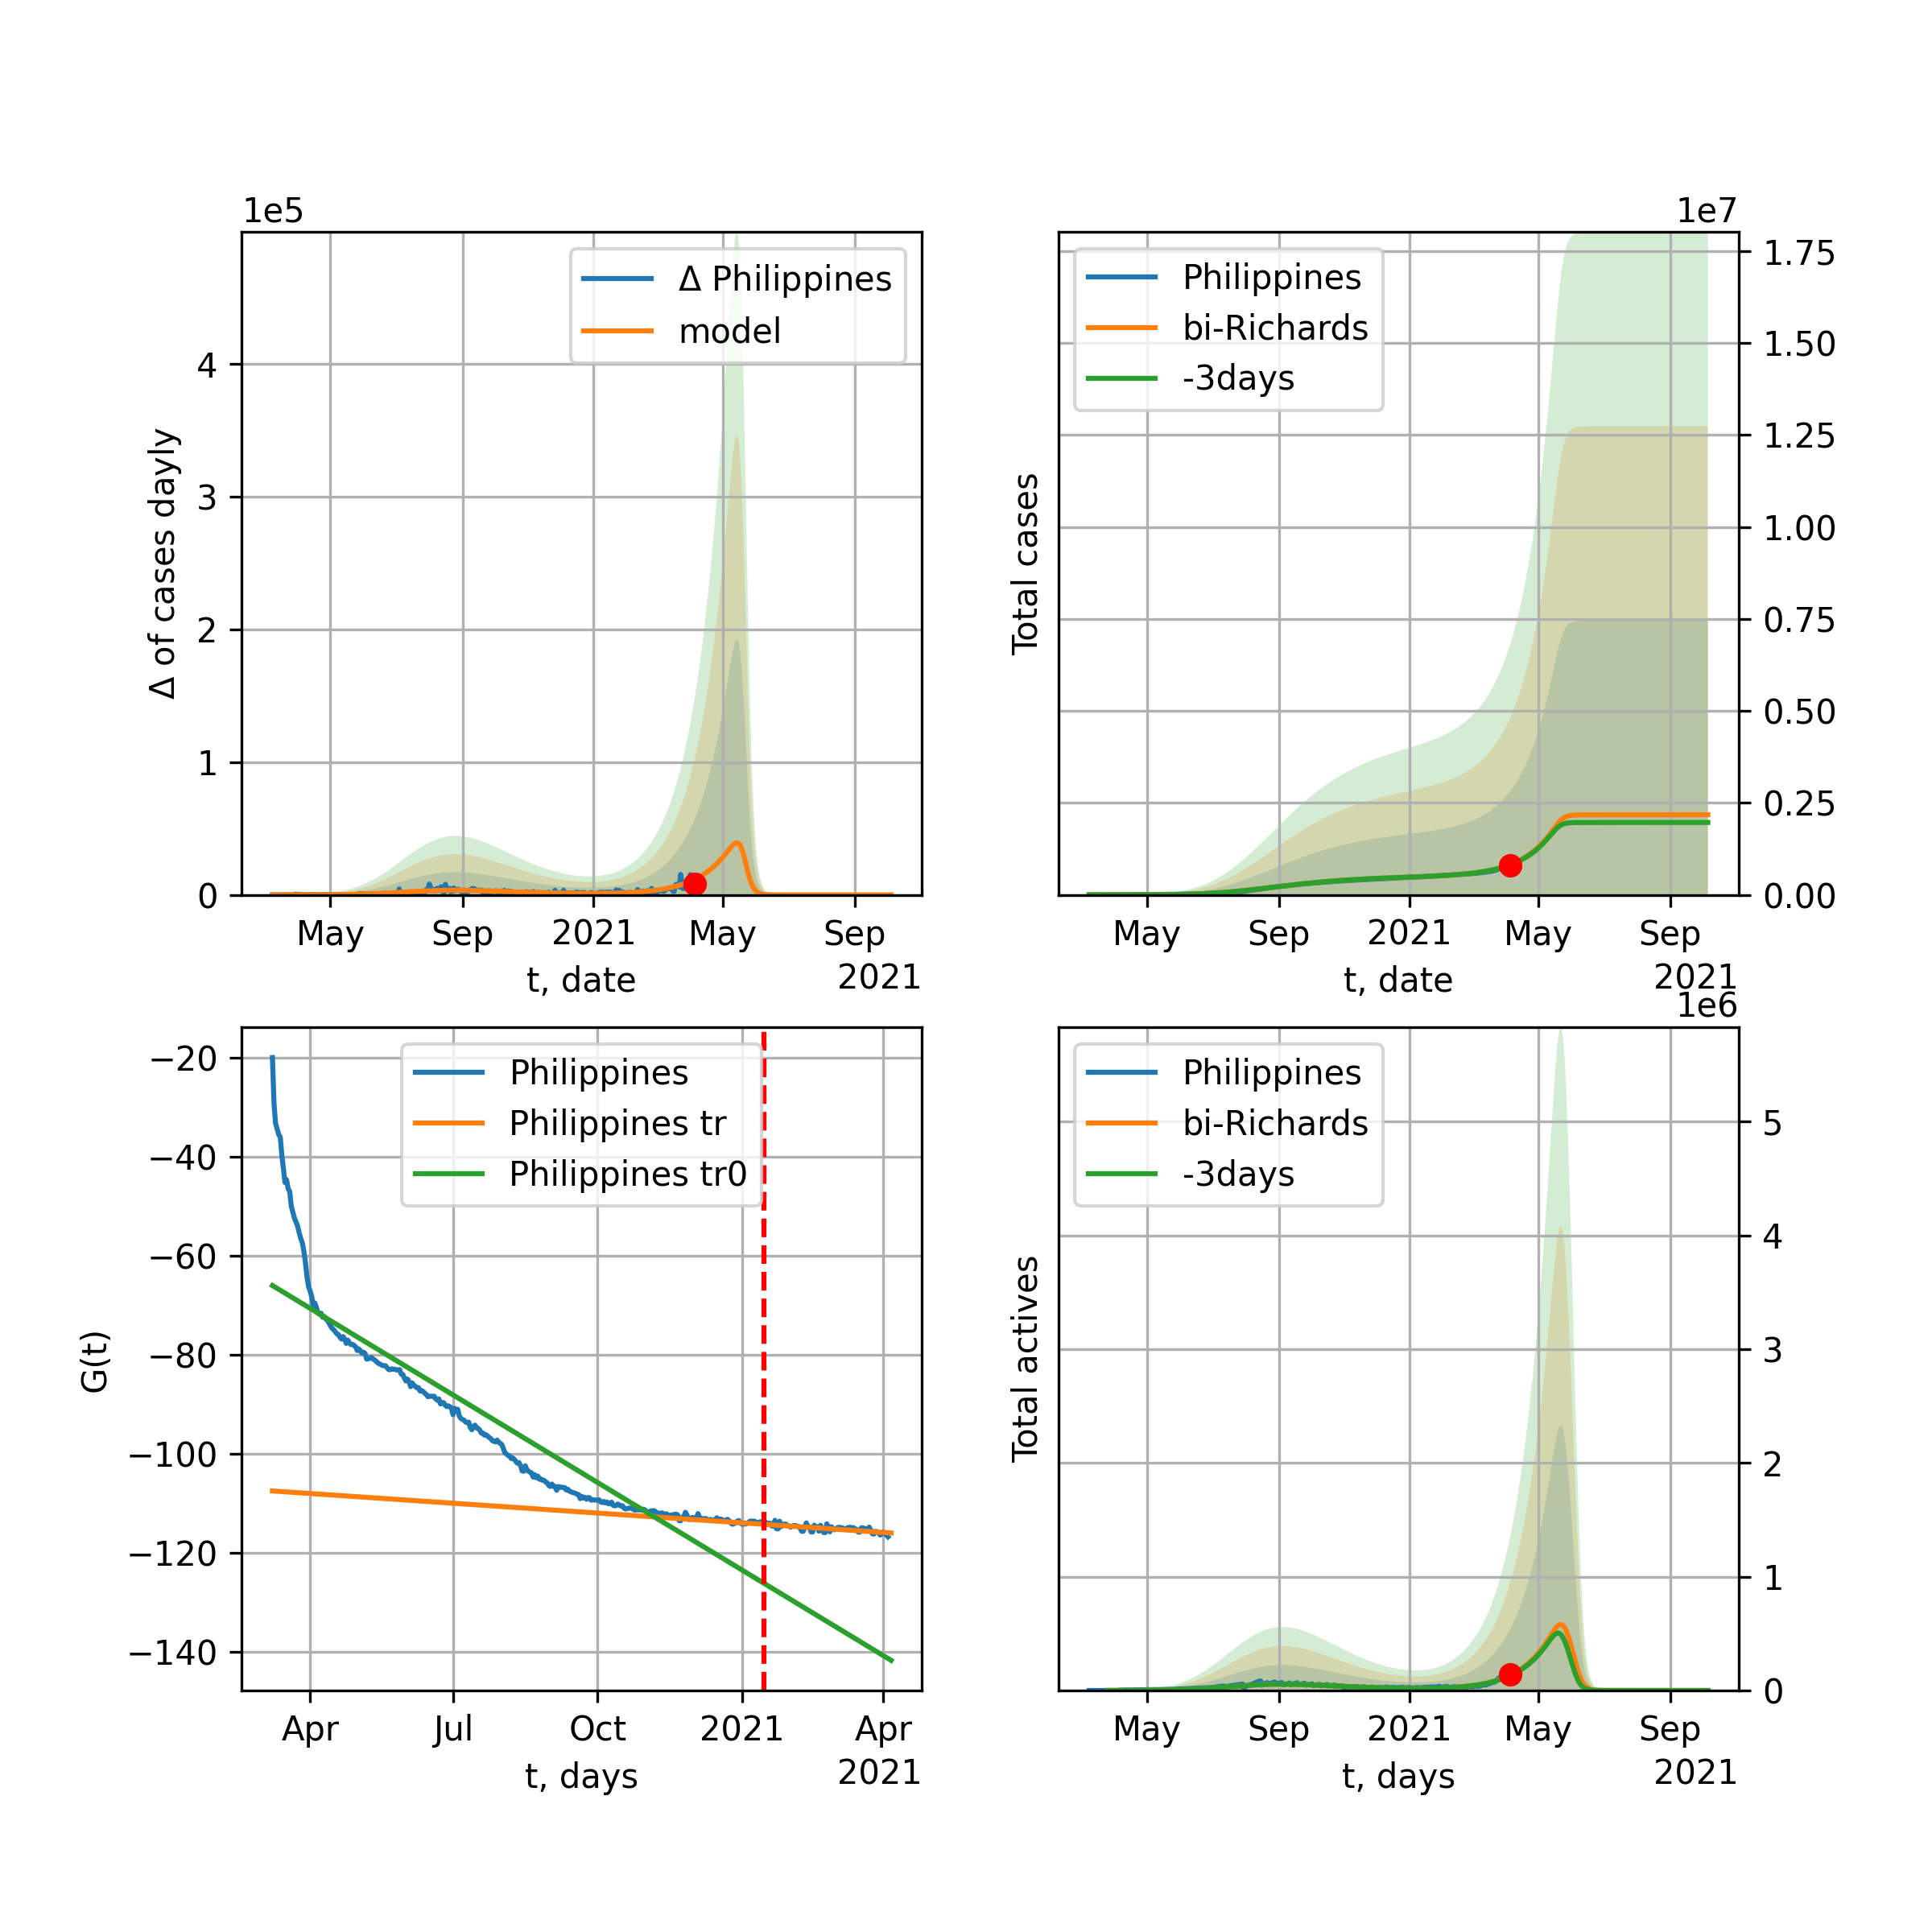 1e5
Δ Philippines
model
4
3
2
1
0
Δ of cases dayly
May
Sep
2021
May
Sep
t, date
2021
1e7
Philippines
bi-Richards
-3days
1.75
1.50
1.25
1.00
0.75
0.50
0.25
0.00
Total cases
May
Sep
2021
May
Sep
t, date
2021
−20
−40
−60
−80
−100
−120
−140
G(t)
Philippines
Philippines tr
Philippines tr0
Apr
Jul
Oct
2021
Apr
t, days
2021
1e6
Philippines
bi-Richards
-3days
5
4
3
2
1
0
Total actives
May
Sep
2021
May
Sep
t, days
2021